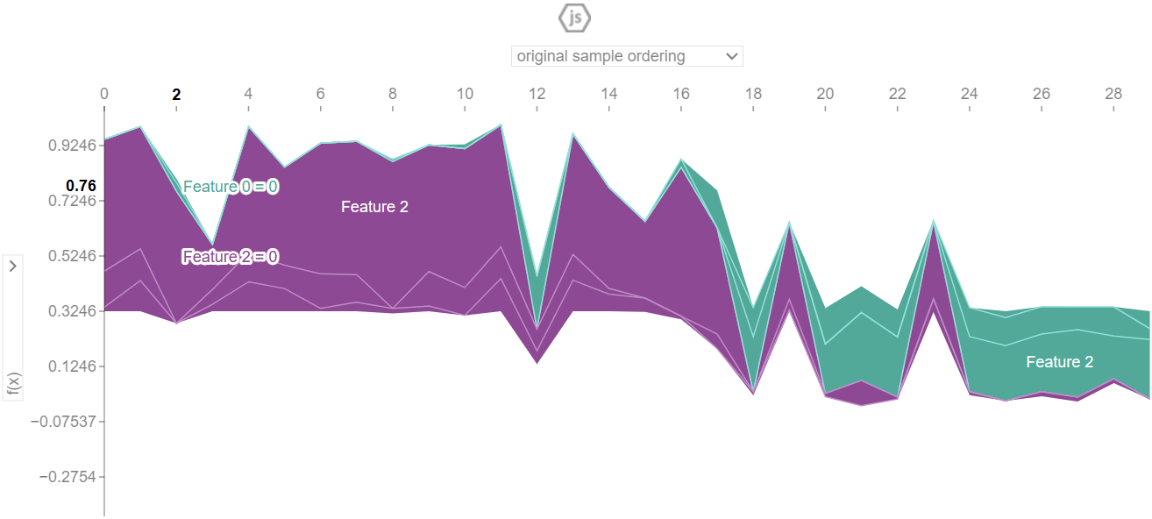 js
original sample ordering
0 2 4 6 8 10 12 14 16 18 20 22 24 26 28
0.9246
0.76
Feature 0 = 0
0.7246
Feature 2
0.5246
Feature 2 = 0
0.3246
0.1246
Feature 2
f(x)
−0.07537
−0.2754